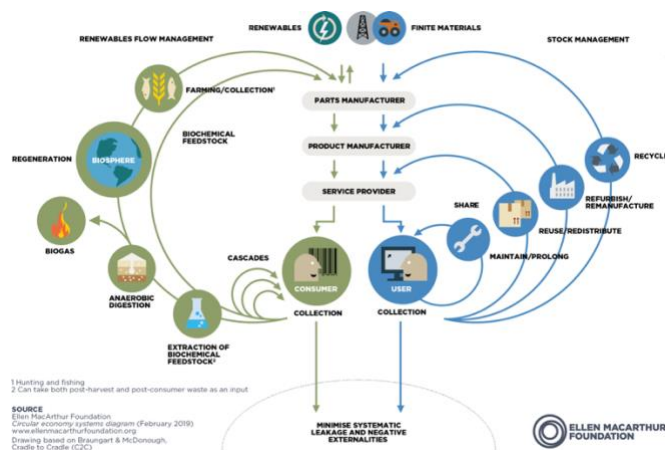 RENEWABLES
FINITE MATERIALS
RENEWABLES FLOW MANAGEMENT
STOCK MANAGEMENT
FARMING/COLLECTION¹
PARTS MANUFACTURER
BIOCHEMICAL
FEEDSTOCK
PRODUCT MANUFACTURER
REGENERATION
BIOSPHERE
RECYCLE
SERVICE PROVIDER
REFURBISH/
REMANUFACTURE
SHARE
REUSE/REDISTRIBUTE
BIOGAS
CASCADES
MAINTAIN/PROLONG
CONSUMER
USER
ANAEROBIC
DIGESTION
COLLECTION
COLLECTION
EXTRACTION OF
BIOCHEMICAL
FEEDSTOCK²
1 Hunting and fishing
2 Can take both post-harvest and post-consumer waste as an input
SOURCE
Ellen MacArthur Foundation
Circular economy systems diagram (February 2019)
www.ellenmacarthurfoundation.org
Drawing based on Braungart & McDonough,
Cradle to Cradle (C2C)
MINIMISE SYSTEMATIC
LEAKAGE AND NEGATIVE
EXTERNALITIES
ELLEN MACARTHUR
FOUNDATION